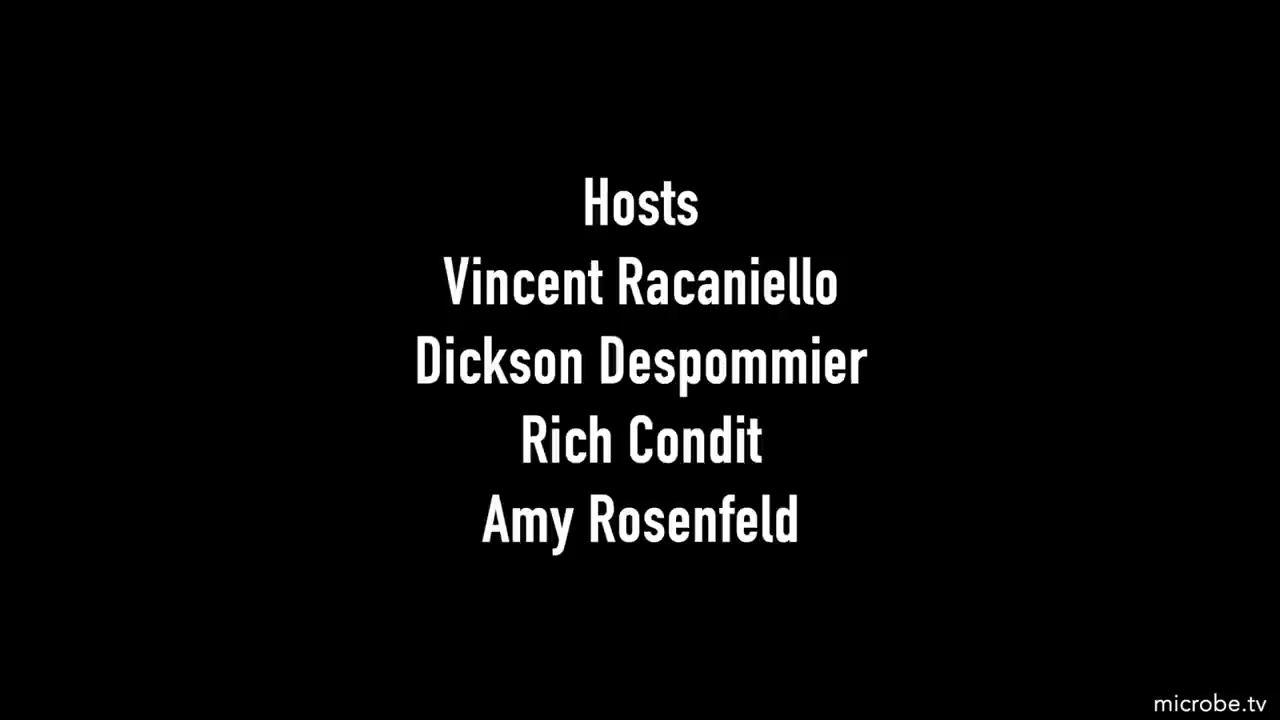 Hosts
Vincent Racaniello
Dickson Despommier
Rich Condit
Amy Rosenfeld
microbe.tv